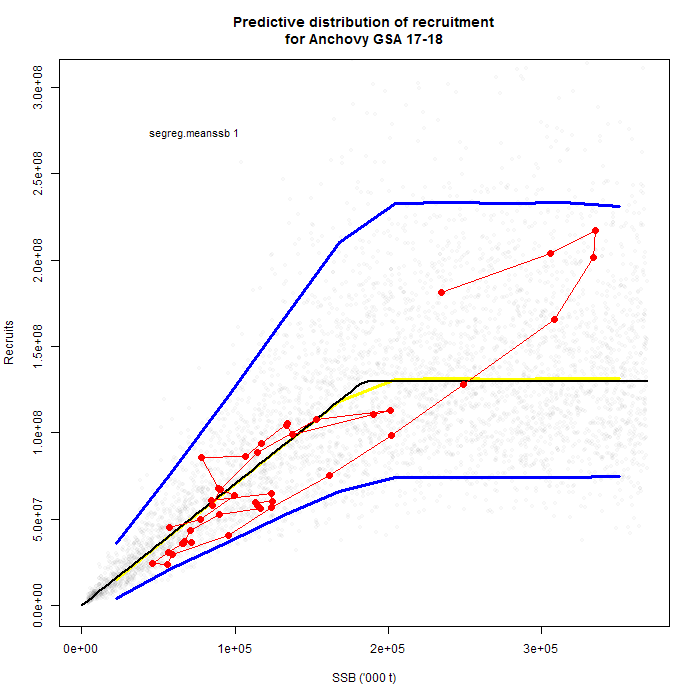 Predictive distribution of recruitment
for Anchovy GSA 17-18
segreg.meanssb 1
Recruits
3.0e+08
2.5e+08
2.0e+08
1.5e+08
1.0e+08
5.0e+07
0.0e+00
0e+00 1e+05 2e+05 3e+05
SSB ('000 t)